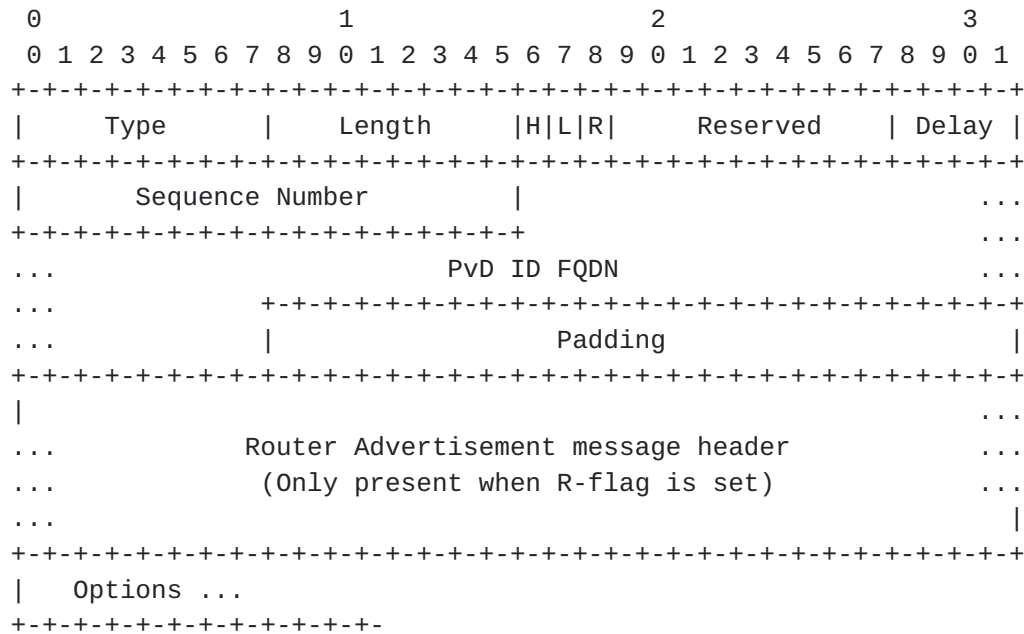 0                   1                   2                   3
 0 1 2 3 4 5 6 7 8 9 0 1 2 3 4 5 6 7 8 9 0 1 2 3 4 5 6 7 8 9 0 1
+-+-+-+-+-+-+-+-+-+-+-+-+-+-+-+-+-+-+-+-+-+-+-+-+-+-+-+-+-+-+-+-+
|     Type      |    Length     |H|L|R|     Reserved    | Delay |
+-+-+-+-+-+-+-+-+-+-+-+-+-+-+-+-+-+-+-+-+-+-+-+-+-+-+-+-+-+-+-+-+
|       Sequence Number         |                             ...
+-+-+-+-+-+-+-+-+-+-+-+-+-+-+-+-+                             ...
...                         PvD ID FQDN                       ...
...             +-+-+-+-+-+-+-+-+-+-+-+-+-+-+-+-+-+-+-+-+-+-+-+-+
...             |                  Padding                      |
+-+-+-+-+-+-+-+-+-+-+-+-+-+-+-+-+-+-+-+-+-+-+-+-+-+-+-+-+-+-+-+-+
|                                                             ...
...            Router Advertisement message header            ...
...             (Only present when R-flag is set)             ...
...                                                             |
+-+-+-+-+-+-+-+-+-+-+-+-+-+-+-+-+-+-+-+-+-+-+-+-+-+-+-+-+-+-+-+-+
|   Options ...
+-+-+-+-+-+-+-+-+-+-+-+-